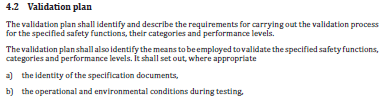 4.2 Validation plan
The validation plan shall identify and describe the requirements for carrying out the validation process
for the specified safety functions, their categories and performance levels.
The validation plan shall also identify the means to be employed to validate the specified safety functions,
categories and performance levels. It shall set out, where appropriate
a) the identity of the specification documents,
b) the operational and environmental conditions during testing,